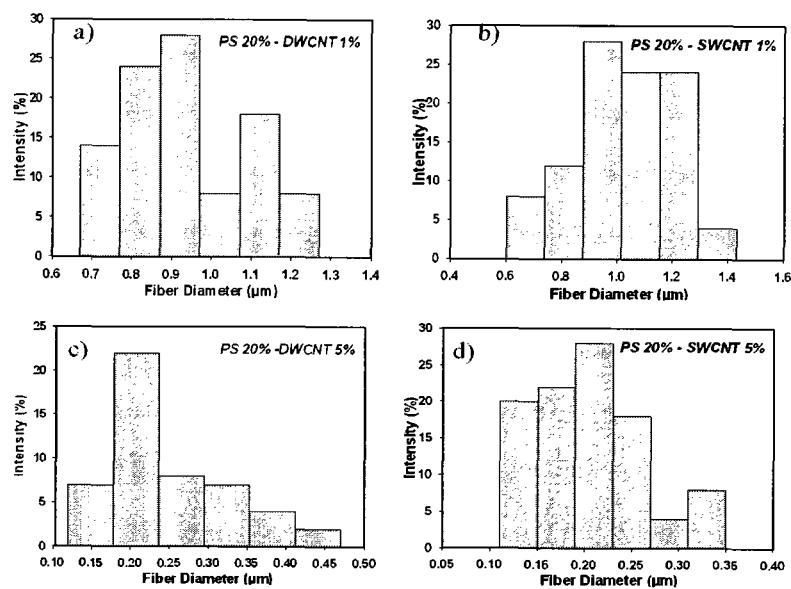 a)
PS 20% - DWCNT 1%
30
25
20
15
10
5
0
Intensity (%)
0.6 0.7 0.8 0.9 1.0 1.1 1.2 1.3 1.4
Fiber Diameter (µm)
b)
PS 20% - SWCNT 1%
30
25
20
15
10
5
0
Intensity (%)
0.4 0.6 0.8 1.0 1.2 1.4 1.6
Fiber Diameter (µm)
c)
PS 20% -DWCNT 5%
25
20
15
10
5
0
Intensity (%)
0.10 0.15 0.20 0.25 0.30 0.35 0.40 0.45 0.50
Fiber Diameter (µm)
d)
PS 20% - SWCNT 5%
30
25
20
15
10
5
0
Intensity (%)
0.05 0.10 0.15 0.20 0.25 0.30 0.35 0.40
Fiber Diameter (µm)